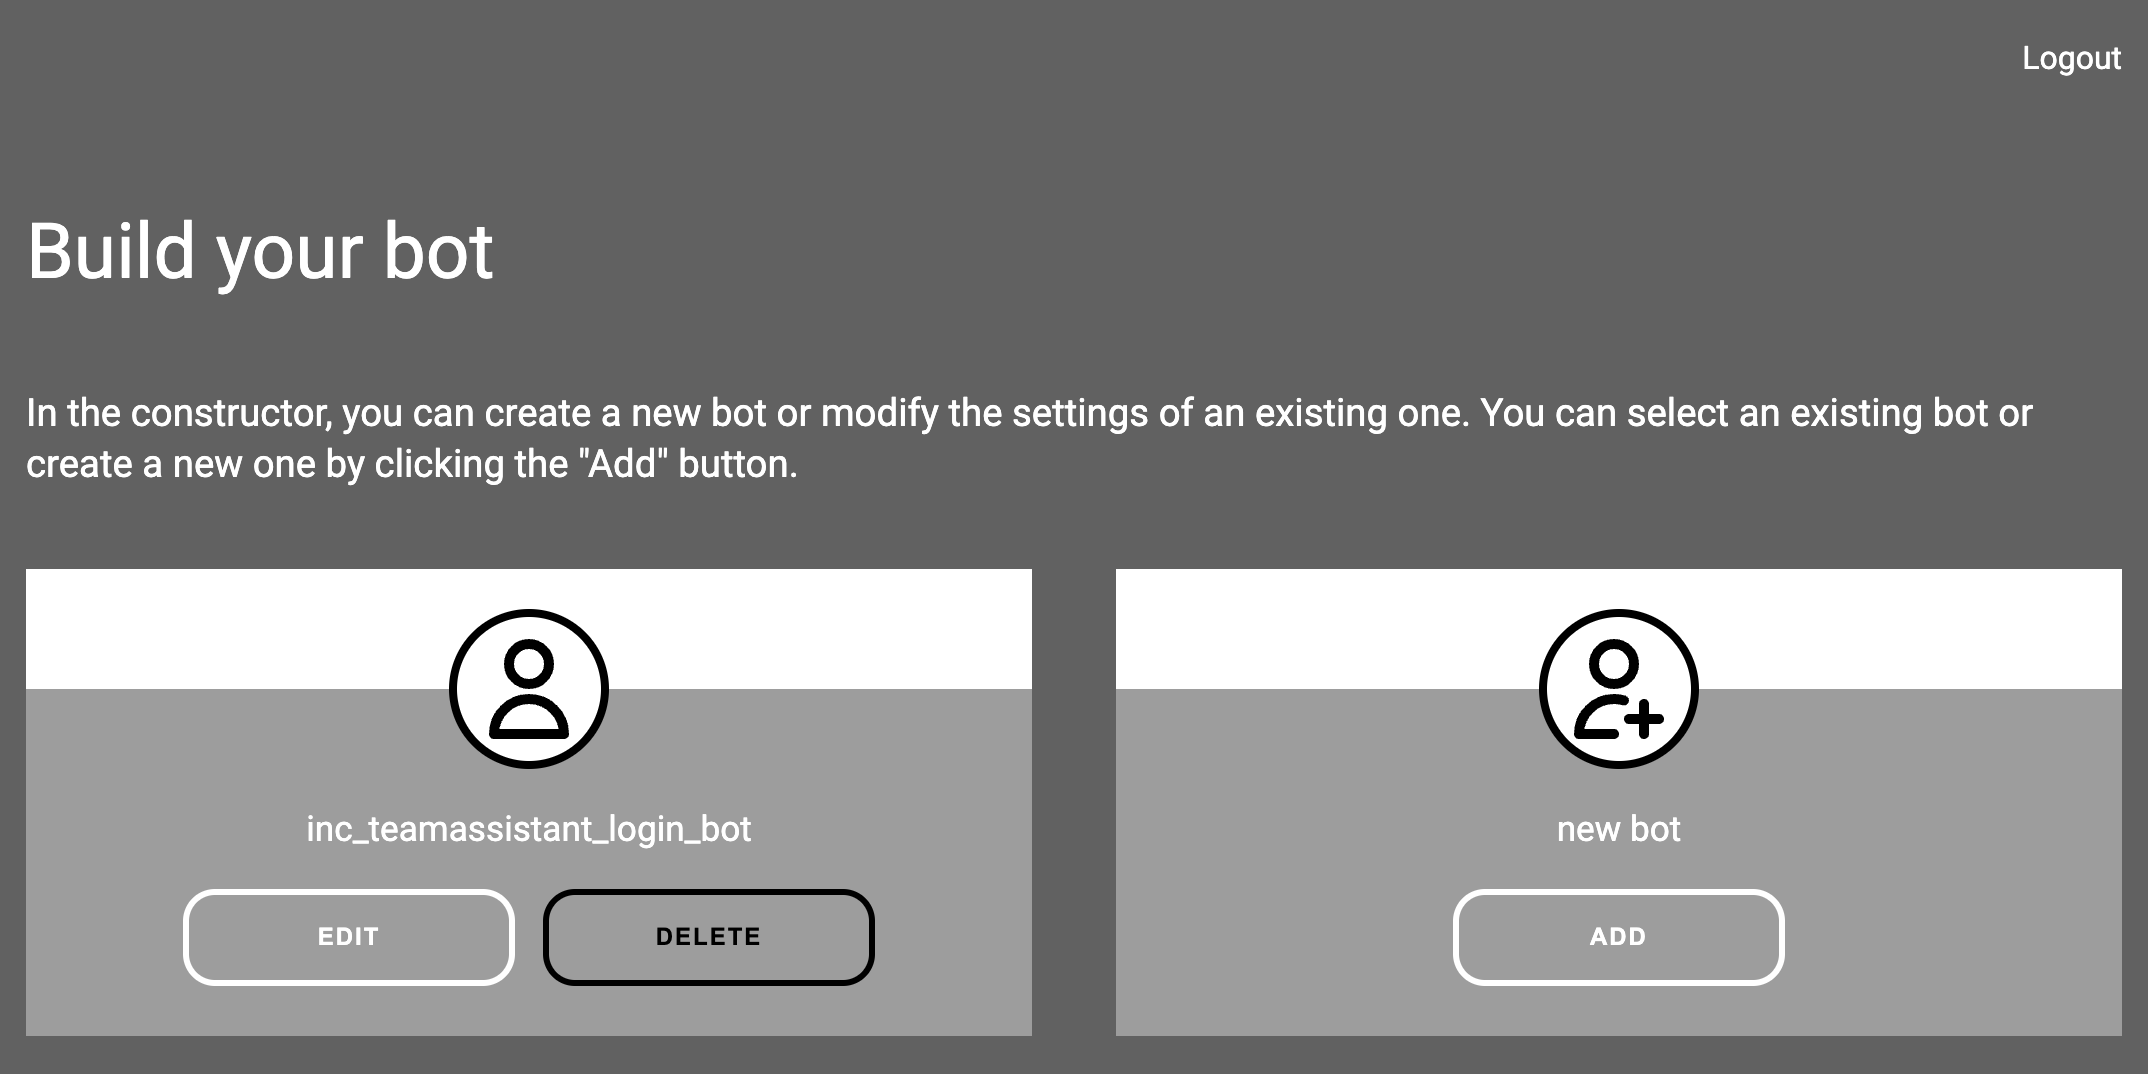 Logout
Build your bot
In the constructor, you can create a new bot or modify the settings of an existing one. You can select an existing bot or
create a new one by clicking the "Add" button.
inc_teamassistant_login_bot
EDIT
DELETE
new bot
ADD